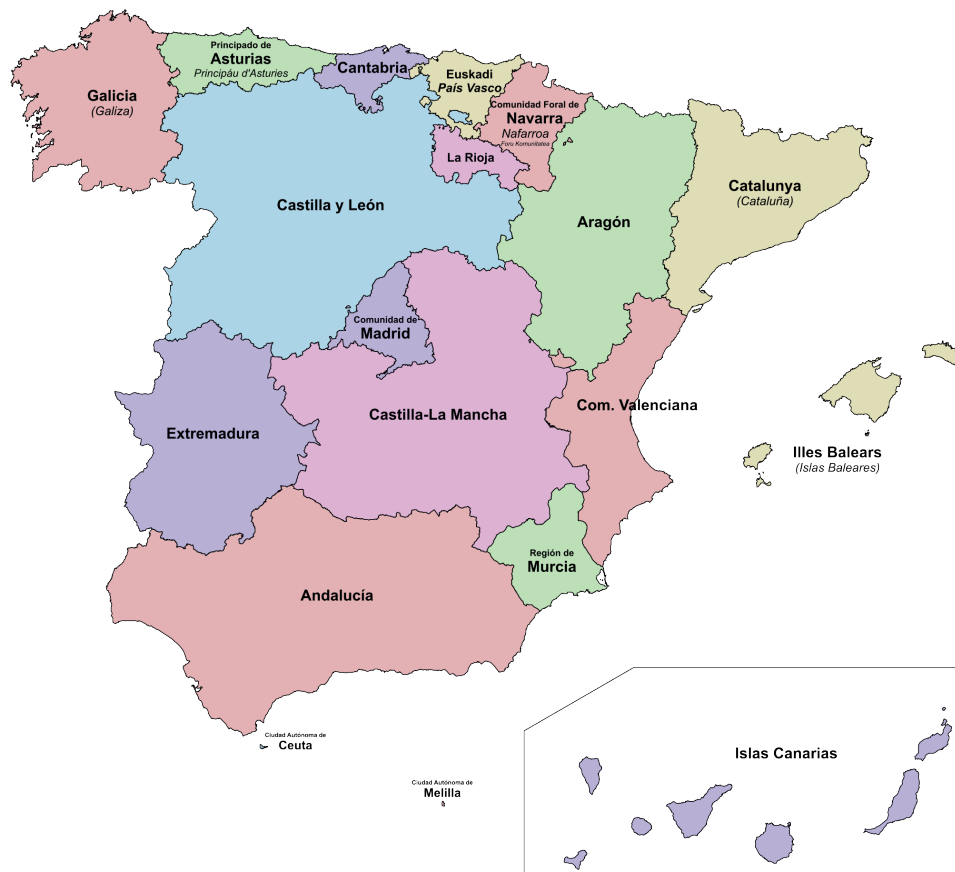 Principado de
Asturias
Principáu d'Asturies
Cantabria
Euskadi
País Vasco
Galicia
(Galiza)
Comunidad Foral de
Navarra
Nafarroa
Foru Komunitatea
La Rioja
Catalunya
(Cataluña)
Castilla y León
Aragón
Comunidad de
Madrid
Com. Valenciana
Castilla-La Mancha
Extremadura
Illes Balears
(Islas Baleares)
Región de
Murcia
Andalucía
Ciudad Autónoma de
Ceuta
Islas Canarias
Ciudad Autónoma de
Melilla